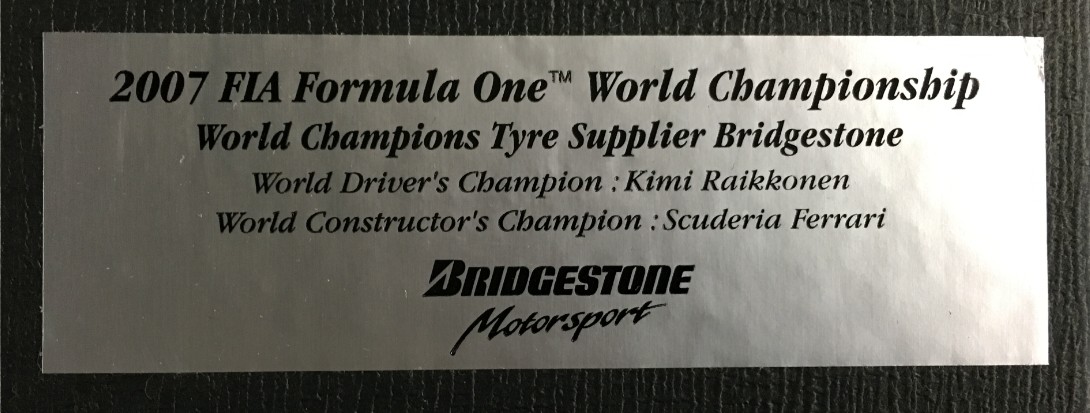 2007 FIA Formula One™ World Championship
World Champions Tyre Supplier Bridgestone
World Driver's Champion : Kimi Raikkonen
World Constructor's Champion : Scuderia Ferrari
BRIDGESTONE
Motorsport